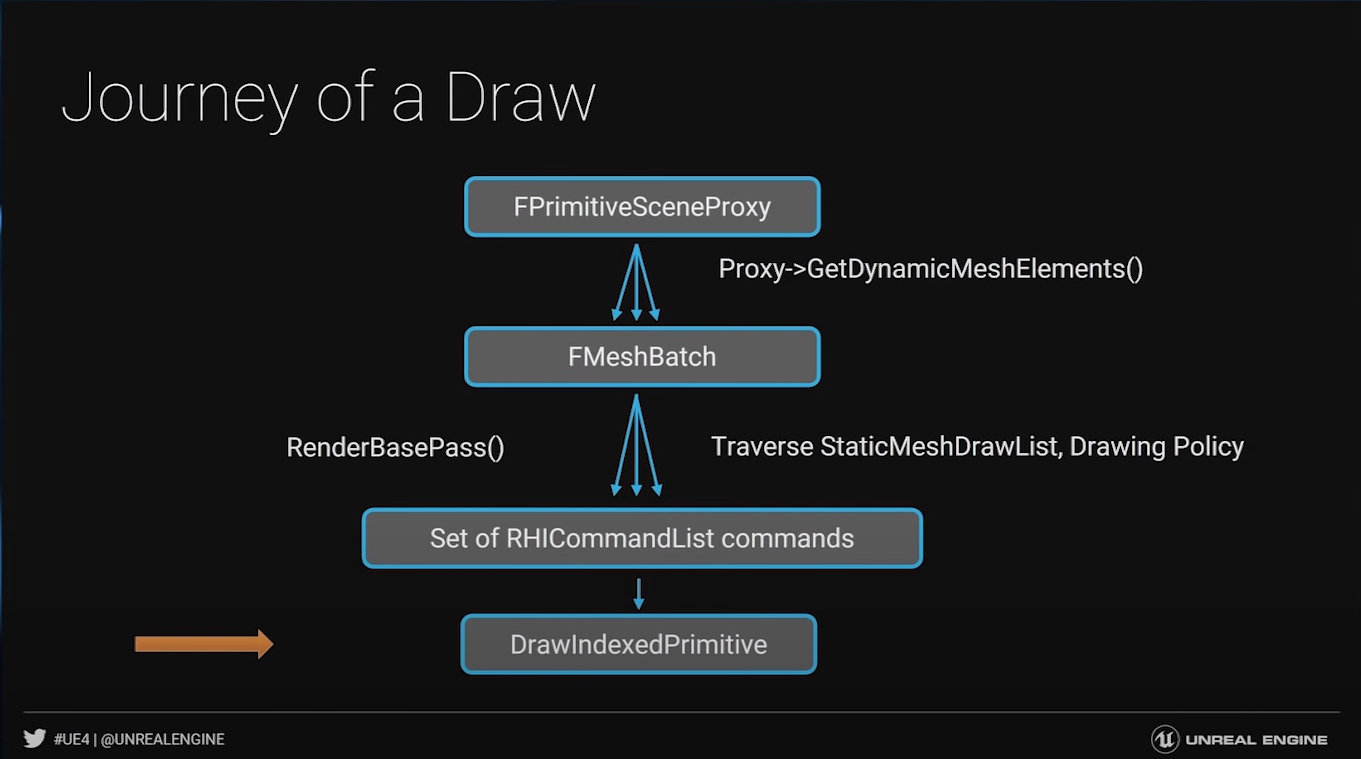 Journey of a Draw
FPrimitiveSceneProxy
Proxy->GetDynamicMeshElements()
FMeshBatch
RenderBasePass()
Traverse StaticMeshDrawList, Drawing Policy
Set of RHICommandList commands
DrawIndexedPrimitive
#UE4 | @UNREALENGINE
UNREAL ENGINE